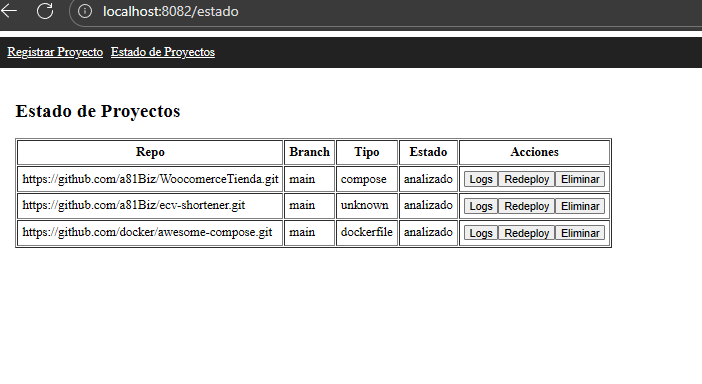 localhost:8082/estado
Registrar Proyecto Estado de Proyectos
Estado de Proyectos
Repo Branch Tipo Estado Acciones
https://github.com/a81Biz/WoocomerceTienda.git main compose analizado Logs Redeploy Eliminar
https://github.com/a81Biz/ecv-shortener.git main unknown analizado Logs Redeploy Eliminar
https://github.com/docker/awesome-compose.git main dockerfile analizado Logs Redeploy Eliminar